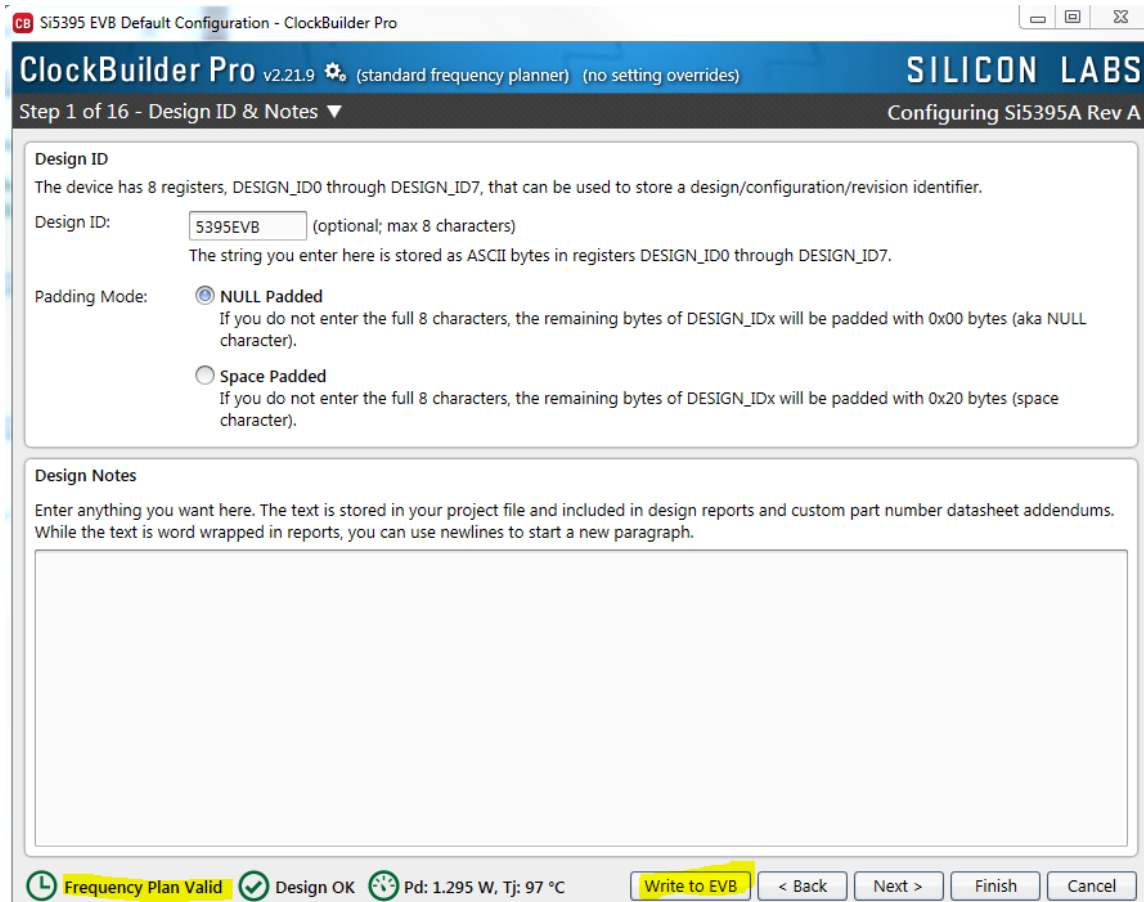 CB Si5395 EVB Default Configuration - ClockBuilder Pro
ClockBuilder Pro v2.21.9 (standard frequency planner) (no setting overrides) SILICON LABS
Step 1 of 16 - Design ID & Notes ▼ Configuring Si5395A Rev A
Design ID
The device has 8 registers, DESIGN_ID0 through DESIGN_ID7, that can be used to store a design/configuration/revision identifier.
Design ID: 5395EVB (optional; max 8 characters)
The string you enter here is stored as ASCII bytes in registers DESIGN_ID0 through DESIGN_ID7.
Padding Mode: NULL Padded
If you do not enter the full 8 characters, the remaining bytes of DESIGN_IDx will be padded with 0x00 bytes (aka NULL
character).
Space Padded
If you do not enter the full 8 characters, the remaining bytes of DESIGN_IDx will be padded with 0x20 bytes (space
character).
Design Notes
Enter anything you want here. The text is stored in your project file and included in design reports and custom part number datasheet addendums.
While the text is word wrapped in reports, you can use newlines to start a new paragraph.
Frequency Plan Valid Design OK Pd: 1.295 W, Tj: 97 °C Write to EVB < Back Next > Finish Cancel